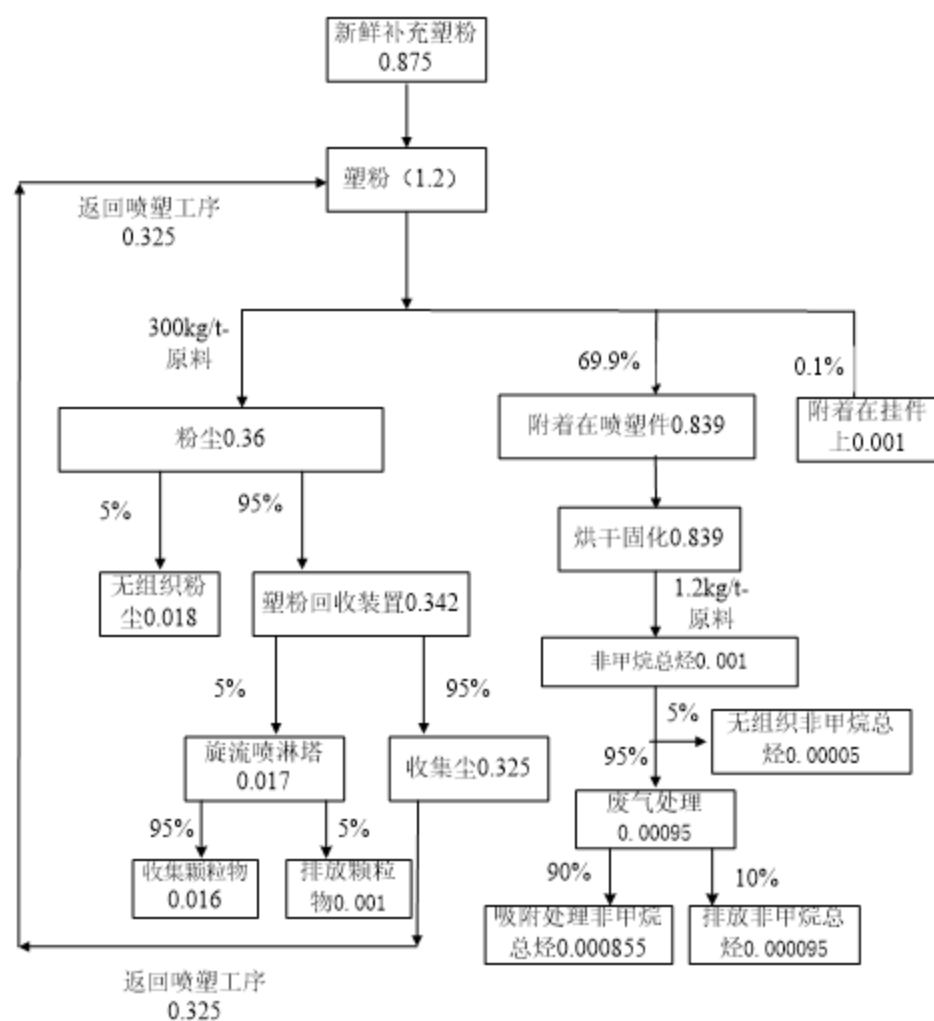 新鲜补充塑粉
0.875
塑粉（1.2）
返回喷塑工序
0.325
300kg/t-
原料
69.9%
0.1%
粉尘0.36
附着在喷塑件0.839
附着在挂件
上0.001
5%
95%
烘干固化0.839
无组织粉
尘0.018
塑粉回收装置0.342
1.2kg/t-
原料
非甲烷总烃0.001
5%
95%
5%
无组织非甲烷总
烃0.00005
95%
旋流喷淋塔
0.017
收集尘0.325
废气处理
0.00095
95%
5%
90%
10%
收集颗粒物
0.016
排放颗粒
物0.001
吸附处理非甲烷
总烃0.000855
排放非甲烷总
烃0.000095
返回喷塑工序
0.325